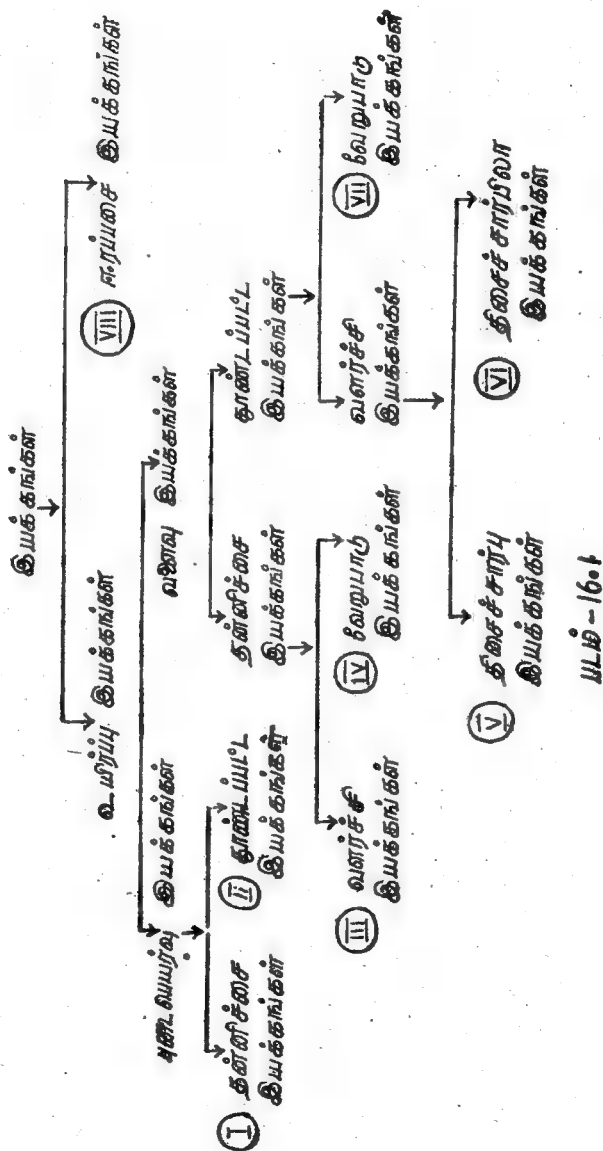 இயக்கங்கள்
உயிர்ப்பு இயக்கங்கள்
VIII ஈரப்பசை இயக்கங்கள்
புடைபெயர்வு இயக்கங்கள்
வளைவு இயக்கங்கள்
I தன்னிச்சை
இயக்கங்கள்
ii தூண்டப்பட்ட
இயக்கங்கள்
தன்னிச்சை
இயக்கங்கள்
தூண்டப்பட்ட
இயக்கங்கள்
III வளர்ச்சி
இயக்கங்கள்
IV வேறுபாடு
இயக்கங்கள்
வளர்ச்சி
இயக்கங்கள்
VII வேறுபாடு
இயக்கங்கள்
V திசைச்சார்பு
இயக்கங்கள்
Vi திசைச்சார்பிலா
இயக்கங்கள்
படம்-16.1